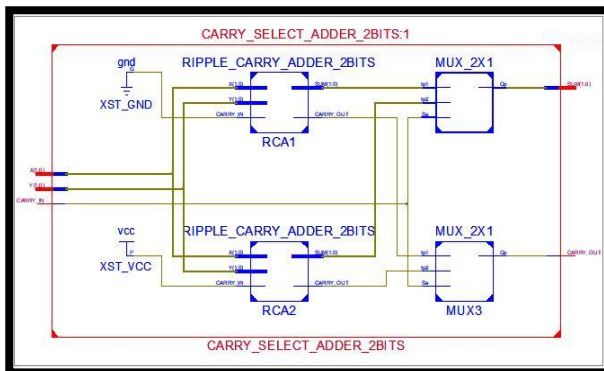 CARRY_SELECT_ADDER_2BITS:1
gnd
RIPPLE_CARRY_ADDER_2BITS
MUX_2X1
G
X(1:0)
SUM(1:0)
Y(1:0)
XST_GND
CARRY_IN
CARRY_OUT
RCA1
Ip1
Ip2
Se
Op
SUM(1:0)
X(1:0)
Y(1:0)
CARRY_IN
vcc
RIPPLE_CARRY_ADDER_2BITS
MUX_2X1
P
X(1:0)
SUM(1:0)
Y(1:0)
XST_VCC
CARRY_IN
CARRY_OUT
RCA2
Ip1
Ip2
Se
Op
CARRY_OUT
MUX3
CARRY_SELECT_ADDER_2BITS